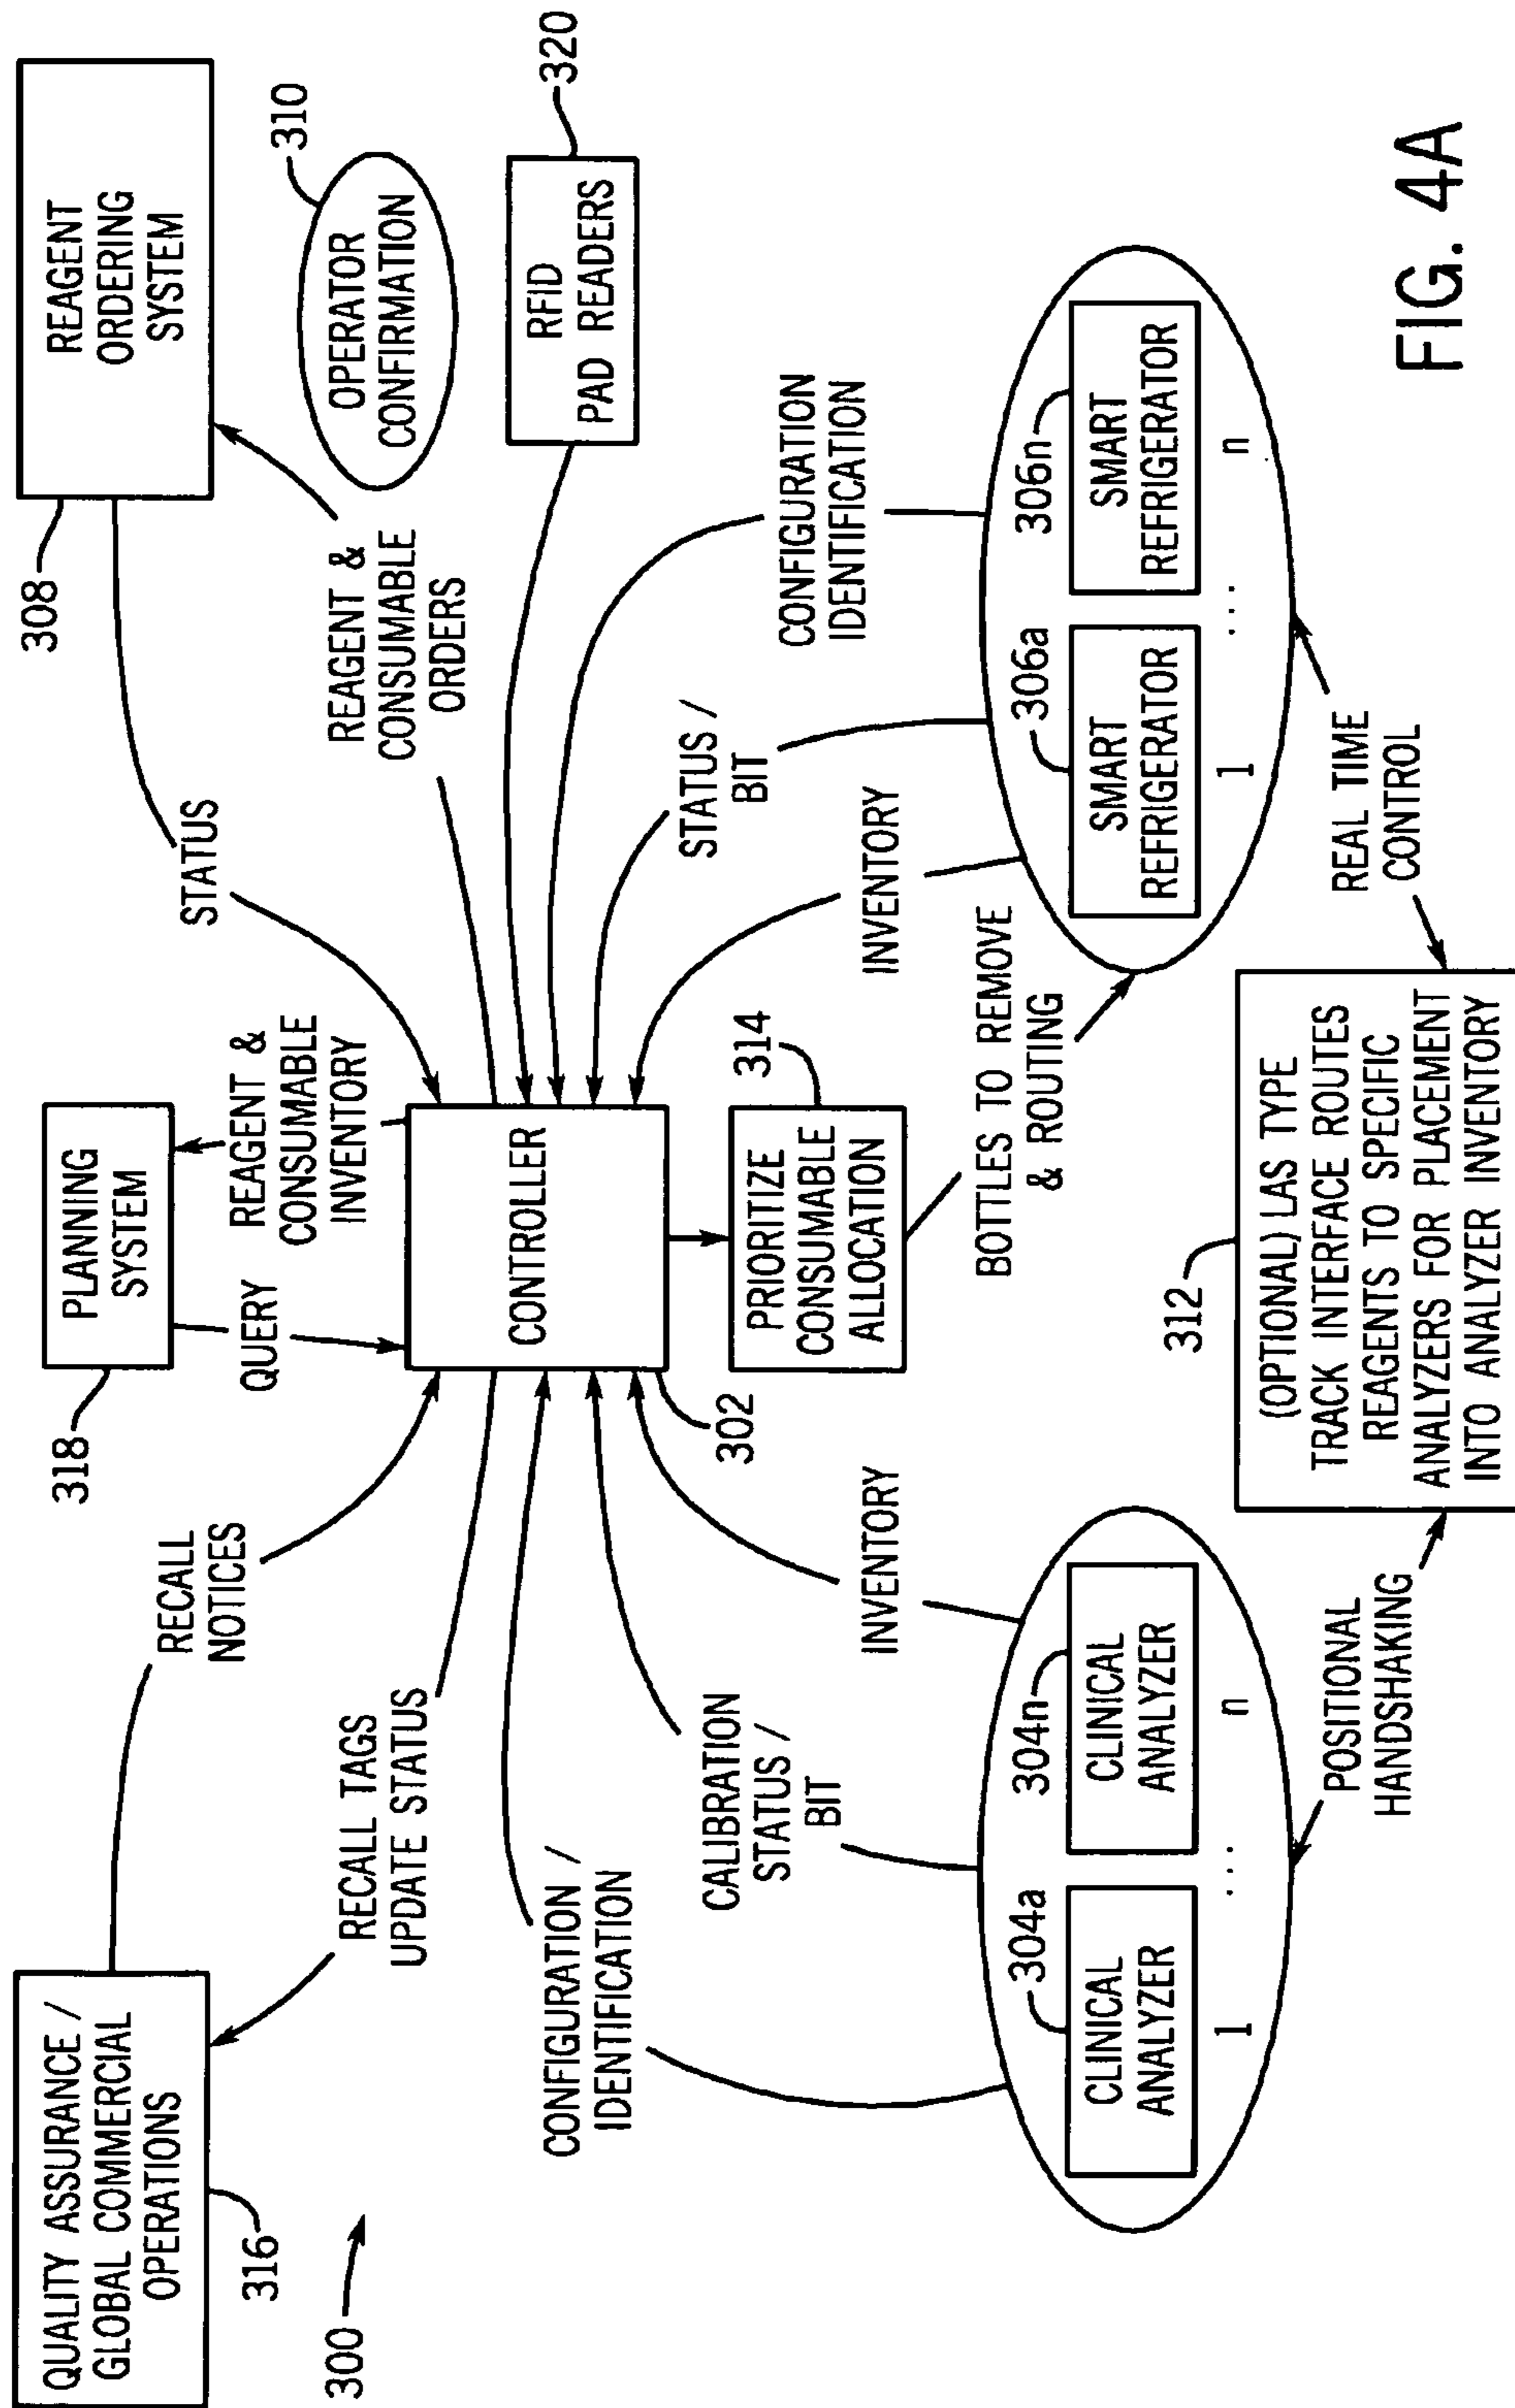 QUALITY ASSURANCE /
GLOBAL COMMERCIAL
OPERATIONS
316
300
RECALL
NOTICES
RECALL TAGS
UPDATE STATUS
318
PLANNING
SYSTEM
QUERY
REAGENT &
CONSUMABLE
INVENTORY
STATUS
308
REAGENT
ORDERING
SYSTEM
REAGENT &
CONSUMABLE
ORDERS
310
OPERATOR
CONFIRMATION
320
RFID
PAD READERS
CONFIGURATION /
IDENTIFICATION
CALIBRATION
STATUS /
BIT
INVENTORY
302
CONTROLLER
314
PRIORITIZE
CONSUMABLE
ALLOCATION
BOTTLES TO REMOVE
& ROUTING
INVENTORY
STATUS /
BIT
CONFIGURATION
IDENTIFICATION
304a
CLINICAL
ANALYZER
1
...
304n
CLINICAL
ANALYZER
n
306a
SMART
REFRIGERATOR
1
...
306n
SMART
REFRIGERATOR
n
POSITIONAL
HANDSHAKING
312
(OPTIONAL) LAS TYPE
TRACK INTERFACE ROUTES
REAGENTS TO SPECIFIC
ANALYZERS FOR PLACEMENT
INTO ANALYZER INVENTORY
REAL TIME
CONTROL
FIG. 4A